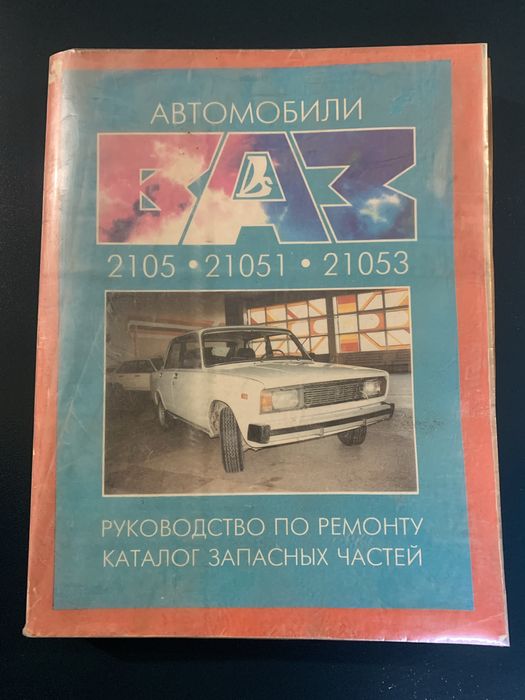 АВТОМОБИЛИ
ВАЗ
2105 • 21051 • 21053
РУКОВОДСТВО ПО РЕМОНТУ
КАТАЛОГ ЗАПАСНЫХ ЧАСТЕЙ